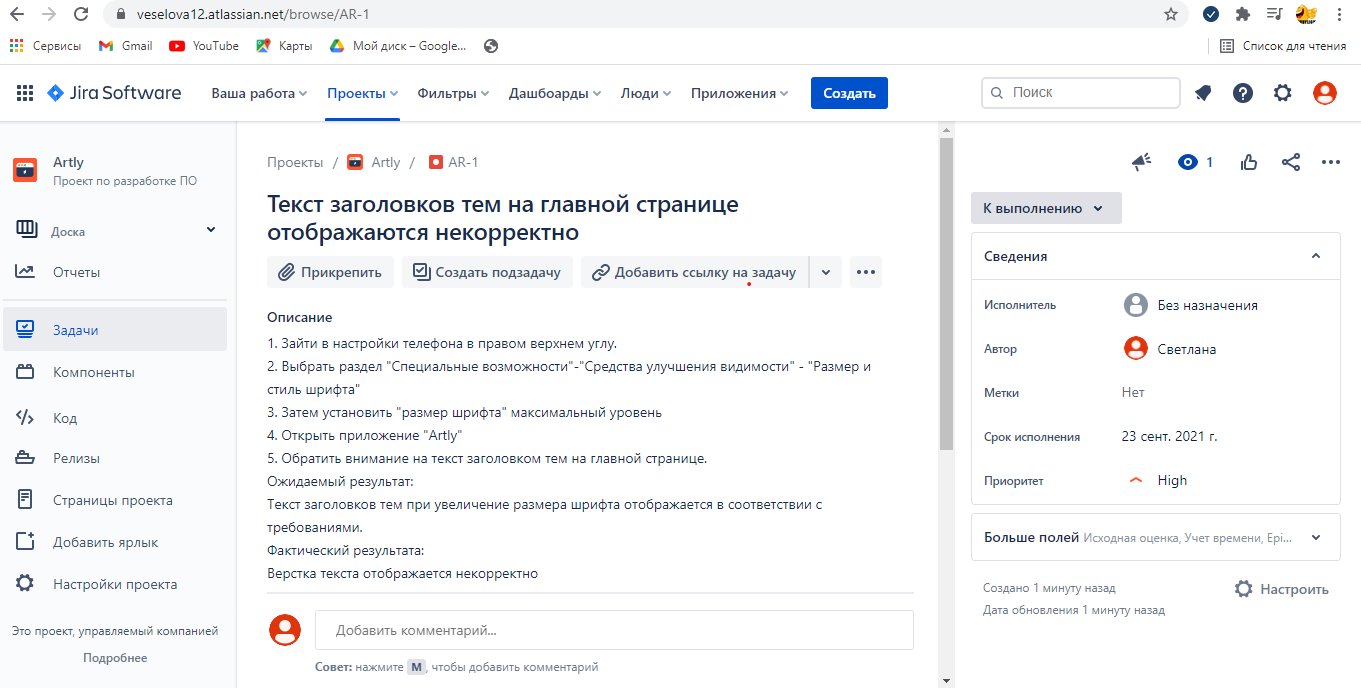 veselova12.atlassian.net/browse/AR-1
Сервисы Gmail YouTube Карты Мой диск – Google... Список для чтения
Jira Software Ваша работа Проекты Фильтры Дашборды Люди Приложения Создать Поиск
Artly
Проект по разработке ПО
Доска
Отчеты
Задачи
Компоненты
Код
Релизы
Страницы проекта
Добавить ярлык
Настройки проекта
Это проект, управляемый компанией
Подробнее
Проекты / Artly / AR-1
Текст заголовков тем на главной странице
отображаются некорректно
Прикрепить Создать подзадачу Добавить ссылку на задачу
Описание
1. Зайти в настройки телефона в правом верхнем углу.
2. Выбрать раздел "Специальные возможности"-"Средства улучшения видимости" - "Размер и
стиль шрифта"
3. Затем установить "размер шрифта" максимальный уровень
4. Открыть приложение "Artly"
5. Обратить внимание на текст заголовком тем на главной странице.
Ожидаемый результат:
Текст заголовков тем при увеличение размера шрифта отображается в соответствии с
требованиями.
Фактический результата:
Верстка текста отображается некорректно
Добавить комментарий...
Совет: нажмите M, чтобы добавить комментарий
1
К выполнению
Сведения
Исполнитель Без назначения
Автор Светлана
Метки Нет
Срок исполнения 23 сент. 2021 г.
Приоритет High
Больше полей Исходная оценка, Учет времени, Epi...
Создано 1 минуту назад Настроить
Дата обновления 1 минуту назад